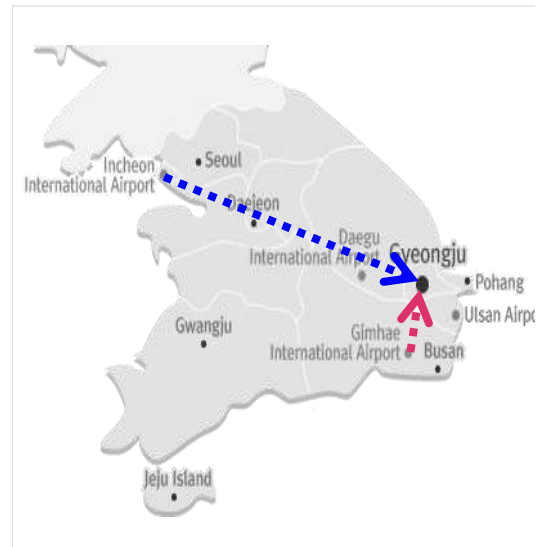 Seoul
Incheon
International Airport
Daejeon
Daegu
International Airport
Gyeongju
Pohang
Ulsan Airpo
Gwangju
Gimhae
International Airport
Busan
Jeju Island